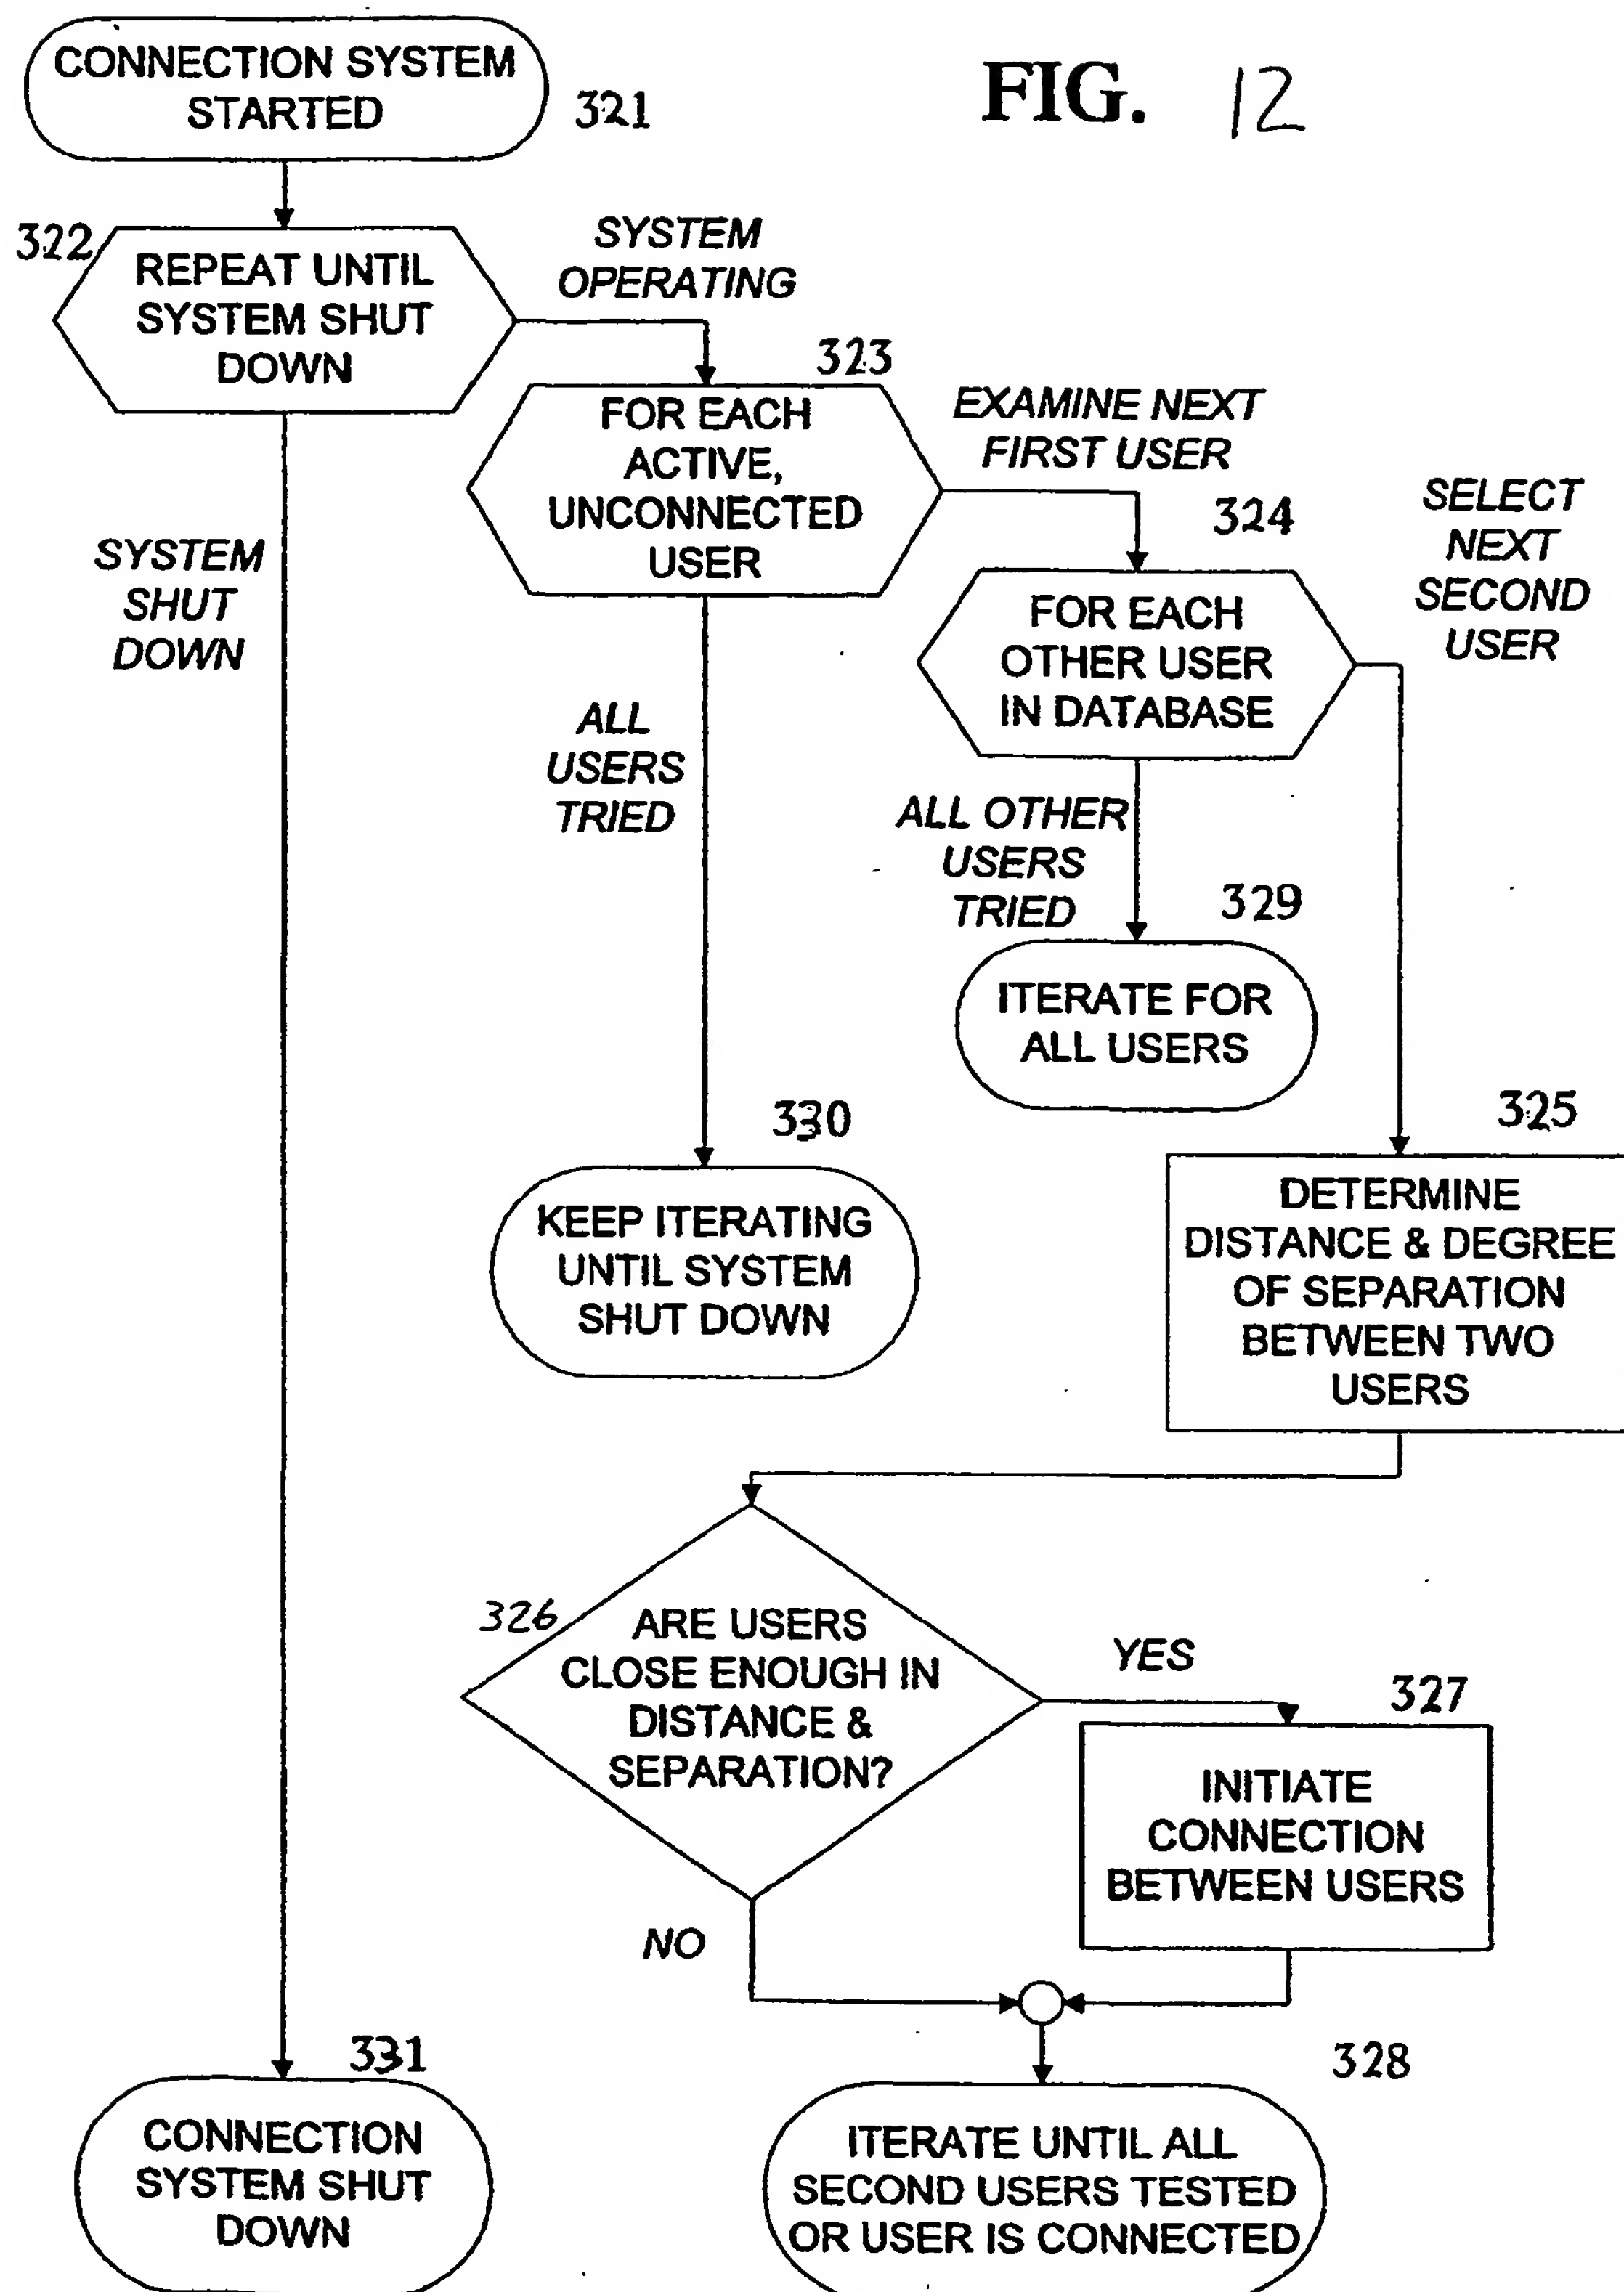 CONNECTION SYSTEM
STARTED
321
FIG. 12
322
REPEAT UNTIL
SYSTEM SHUT
DOWN
SYSTEM
OPERATING
323
FOR EACH
ACTIVE,
UNCONNECTED
USER
EXAMINE NEXT
FIRST USER
324
FOR EACH
OTHER USER
IN DATABASE
SELECT
NEXT
SECOND
USER
SYSTEM
SHUT
DOWN
ALL
USERS
TRIED
ALL OTHER
USERS
TRIED
329
ITERATE FOR
ALL USERS
330
KEEP ITERATING
UNTIL SYSTEM
SHUT DOWN
325
DETERMINE
DISTANCE & DEGREE
OF SEPARATION
BETWEEN TWO
USERS
326
ARE USERS
CLOSE ENOUGH IN
DISTANCE &
SEPARATION?
YES
327
INITIATE
CONNECTION
BETWEEN USERS
NO
331
CONNECTION
SYSTEM SHUT
DOWN
328
ITERATE UNTIL ALL
SECOND USERS TESTED
OR USER IS CONNECTED